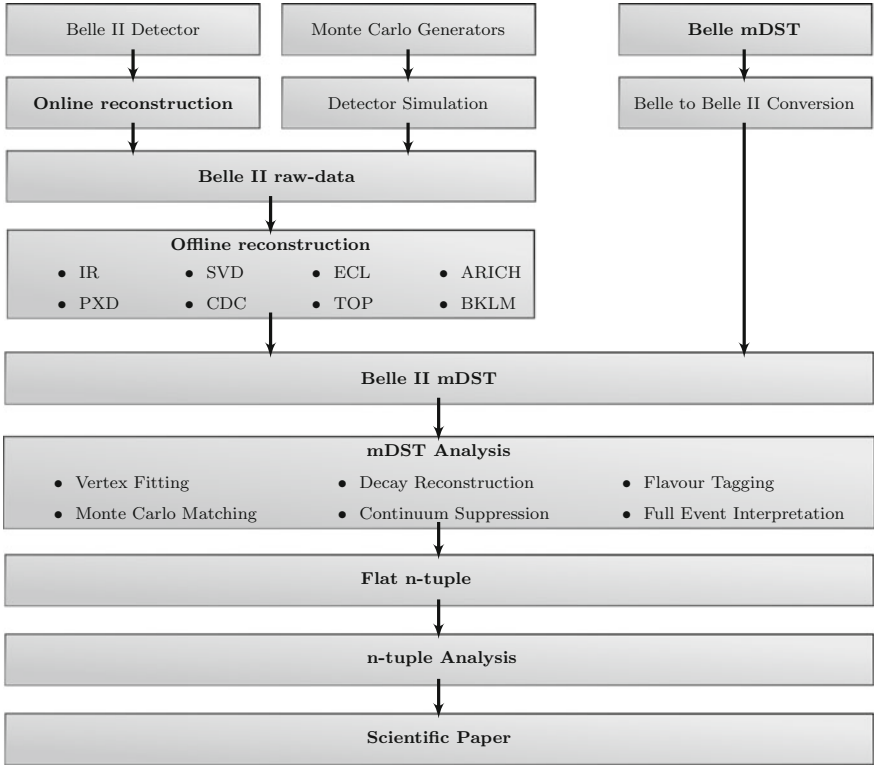 Belle II Detector
Monte Carlo Generators
Belle mDST
Online reconstruction
Detector Simulation
Belle to Belle II Conversion
Belle II raw-data
Offline reconstruction
• IR • SVD • ECL • ARICH
• PXD • CDC • TOP • BKLM
Belle II mDST
mDST Analysis
• Vertex Fitting • Decay Reconstruction • Flavour Tagging
• Monte Carlo Matching • Continuum Suppression • Full Event Interpretation
Flat n-tuple
n-tuple Analysis
Scientific Paper